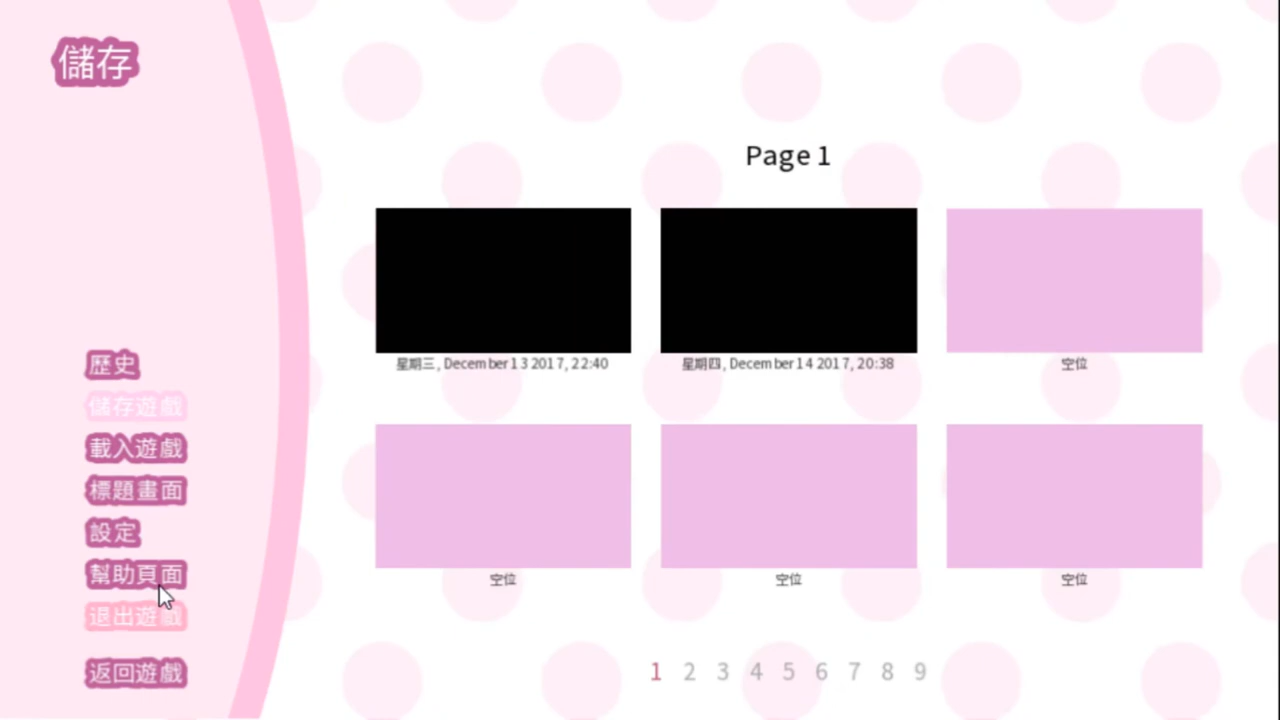 儲存
Page 1
星期三, December 13 2017, 22:40
星期四, December 14 2017, 20:38
空位
空位
空位
空位
歷史
儲存遊戲
載入遊戲
標題畫面
設定
幫助頁面
退出遊戲
返回遊戲
1 2 3 4 5 6 7 8 9